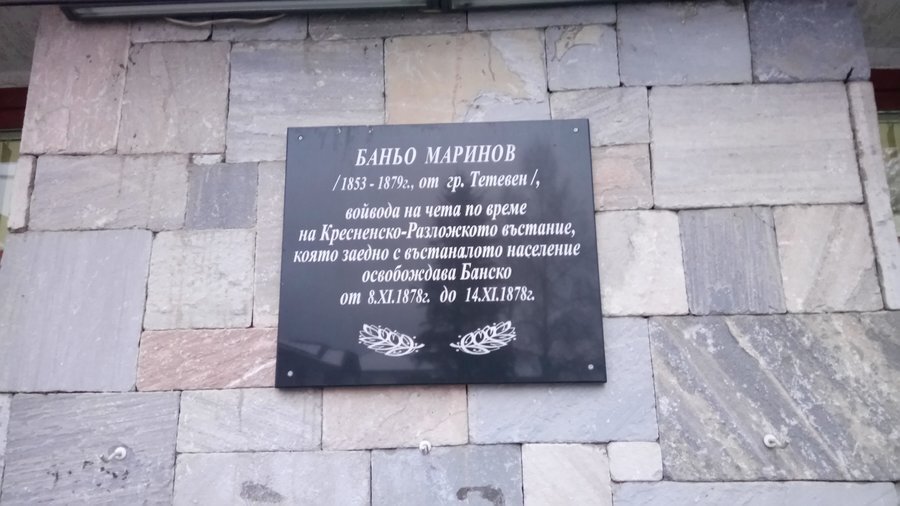 БАНЬО МАРИНОВ
/1853 - 1879г., от гр. Тетевен/,
войвода на чета по време
на Кресненско-Разложкото въстание,
която заедно с въстаналото население
освобождава Банско
от 8.XI.1878г. до 14.XI.1878г.